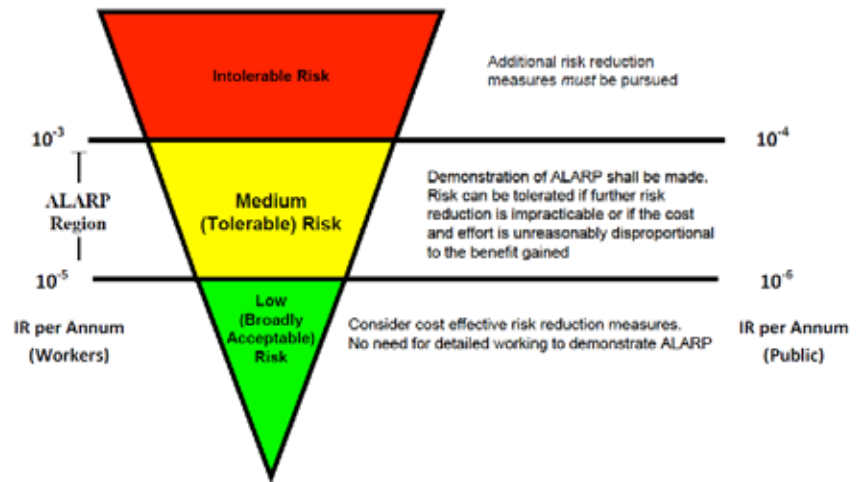 Intolerable Risk
Additional risk reduction
measures must be pursued
10⁻³
10⁻⁴
ALARP
Region
Medium
(Tolerable) Risk
Demonstration of ALARP shall be made.
Risk can be tolerated if further risk
reduction is impracticable or if the cost
and effort is unreasonably disproportional
to the benefit gained
10⁻⁵
10⁻⁶
Low
(Broadly
Acceptable)
Risk
IR per Annum
(Workers)
Consider cost effective risk reduction measures.
No need for detailed working to demonstrate ALARP
IR per Annum
(Public)